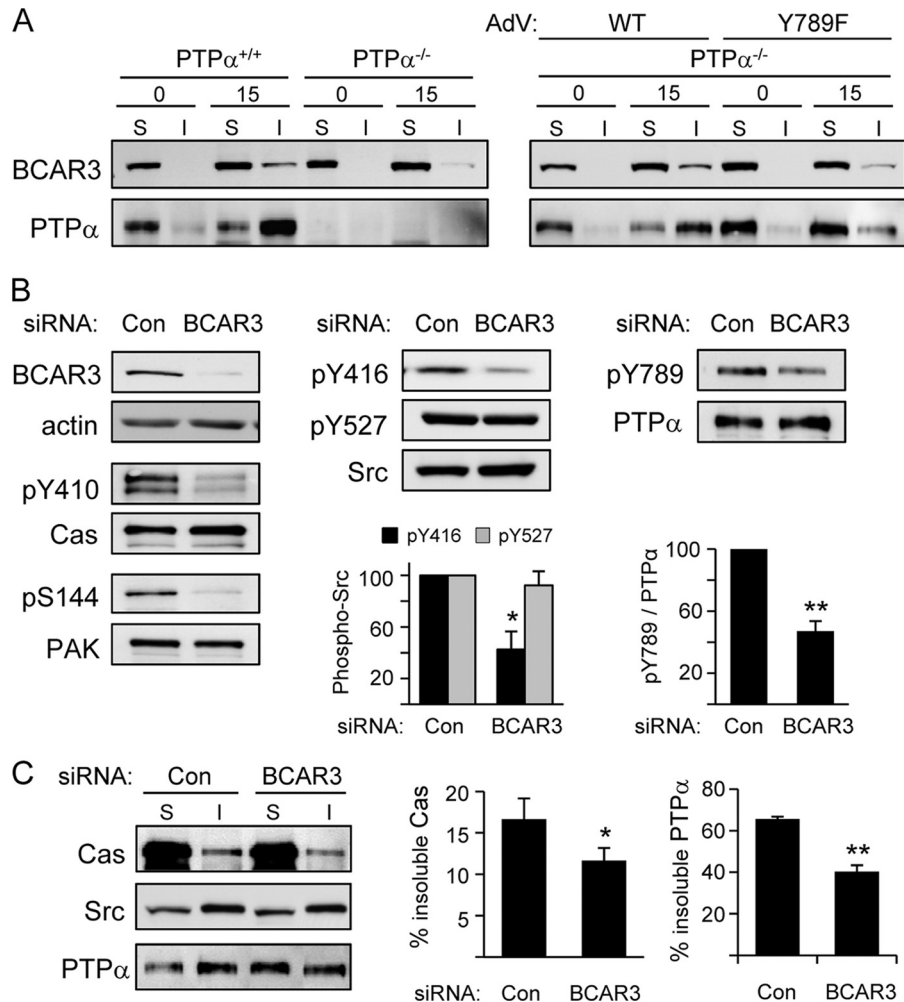 A
AdV: WT Y789F
PTPα+/+ PTPα-/- PTPα-/-
0 15 0 15 0 15 0 15
S I S I S I S I S I S I S I S I
BCAR3
PTPα
B
siRNA: Con BCAR3 siRNA: Con BCAR3 siRNA: Con BCAR3
BCAR3 pY416 pY789
actin pY527 PTPα
pY410 Src
Cas
pS144
PAK
pY416 pY527
Phospho-Src
100
60
20
*
siRNA: Con BCAR3
pY789 / PTPα
100
60
20
**
siRNA: Con BCAR3
C
siRNA: Con BCAR3
S I S I
Cas
Src
PTPα
% insoluble Cas
20
15
10
5
*
siRNA: Con BCAR3
% insoluble PTPα
80
60
40
20
0
**
Con BCAR3